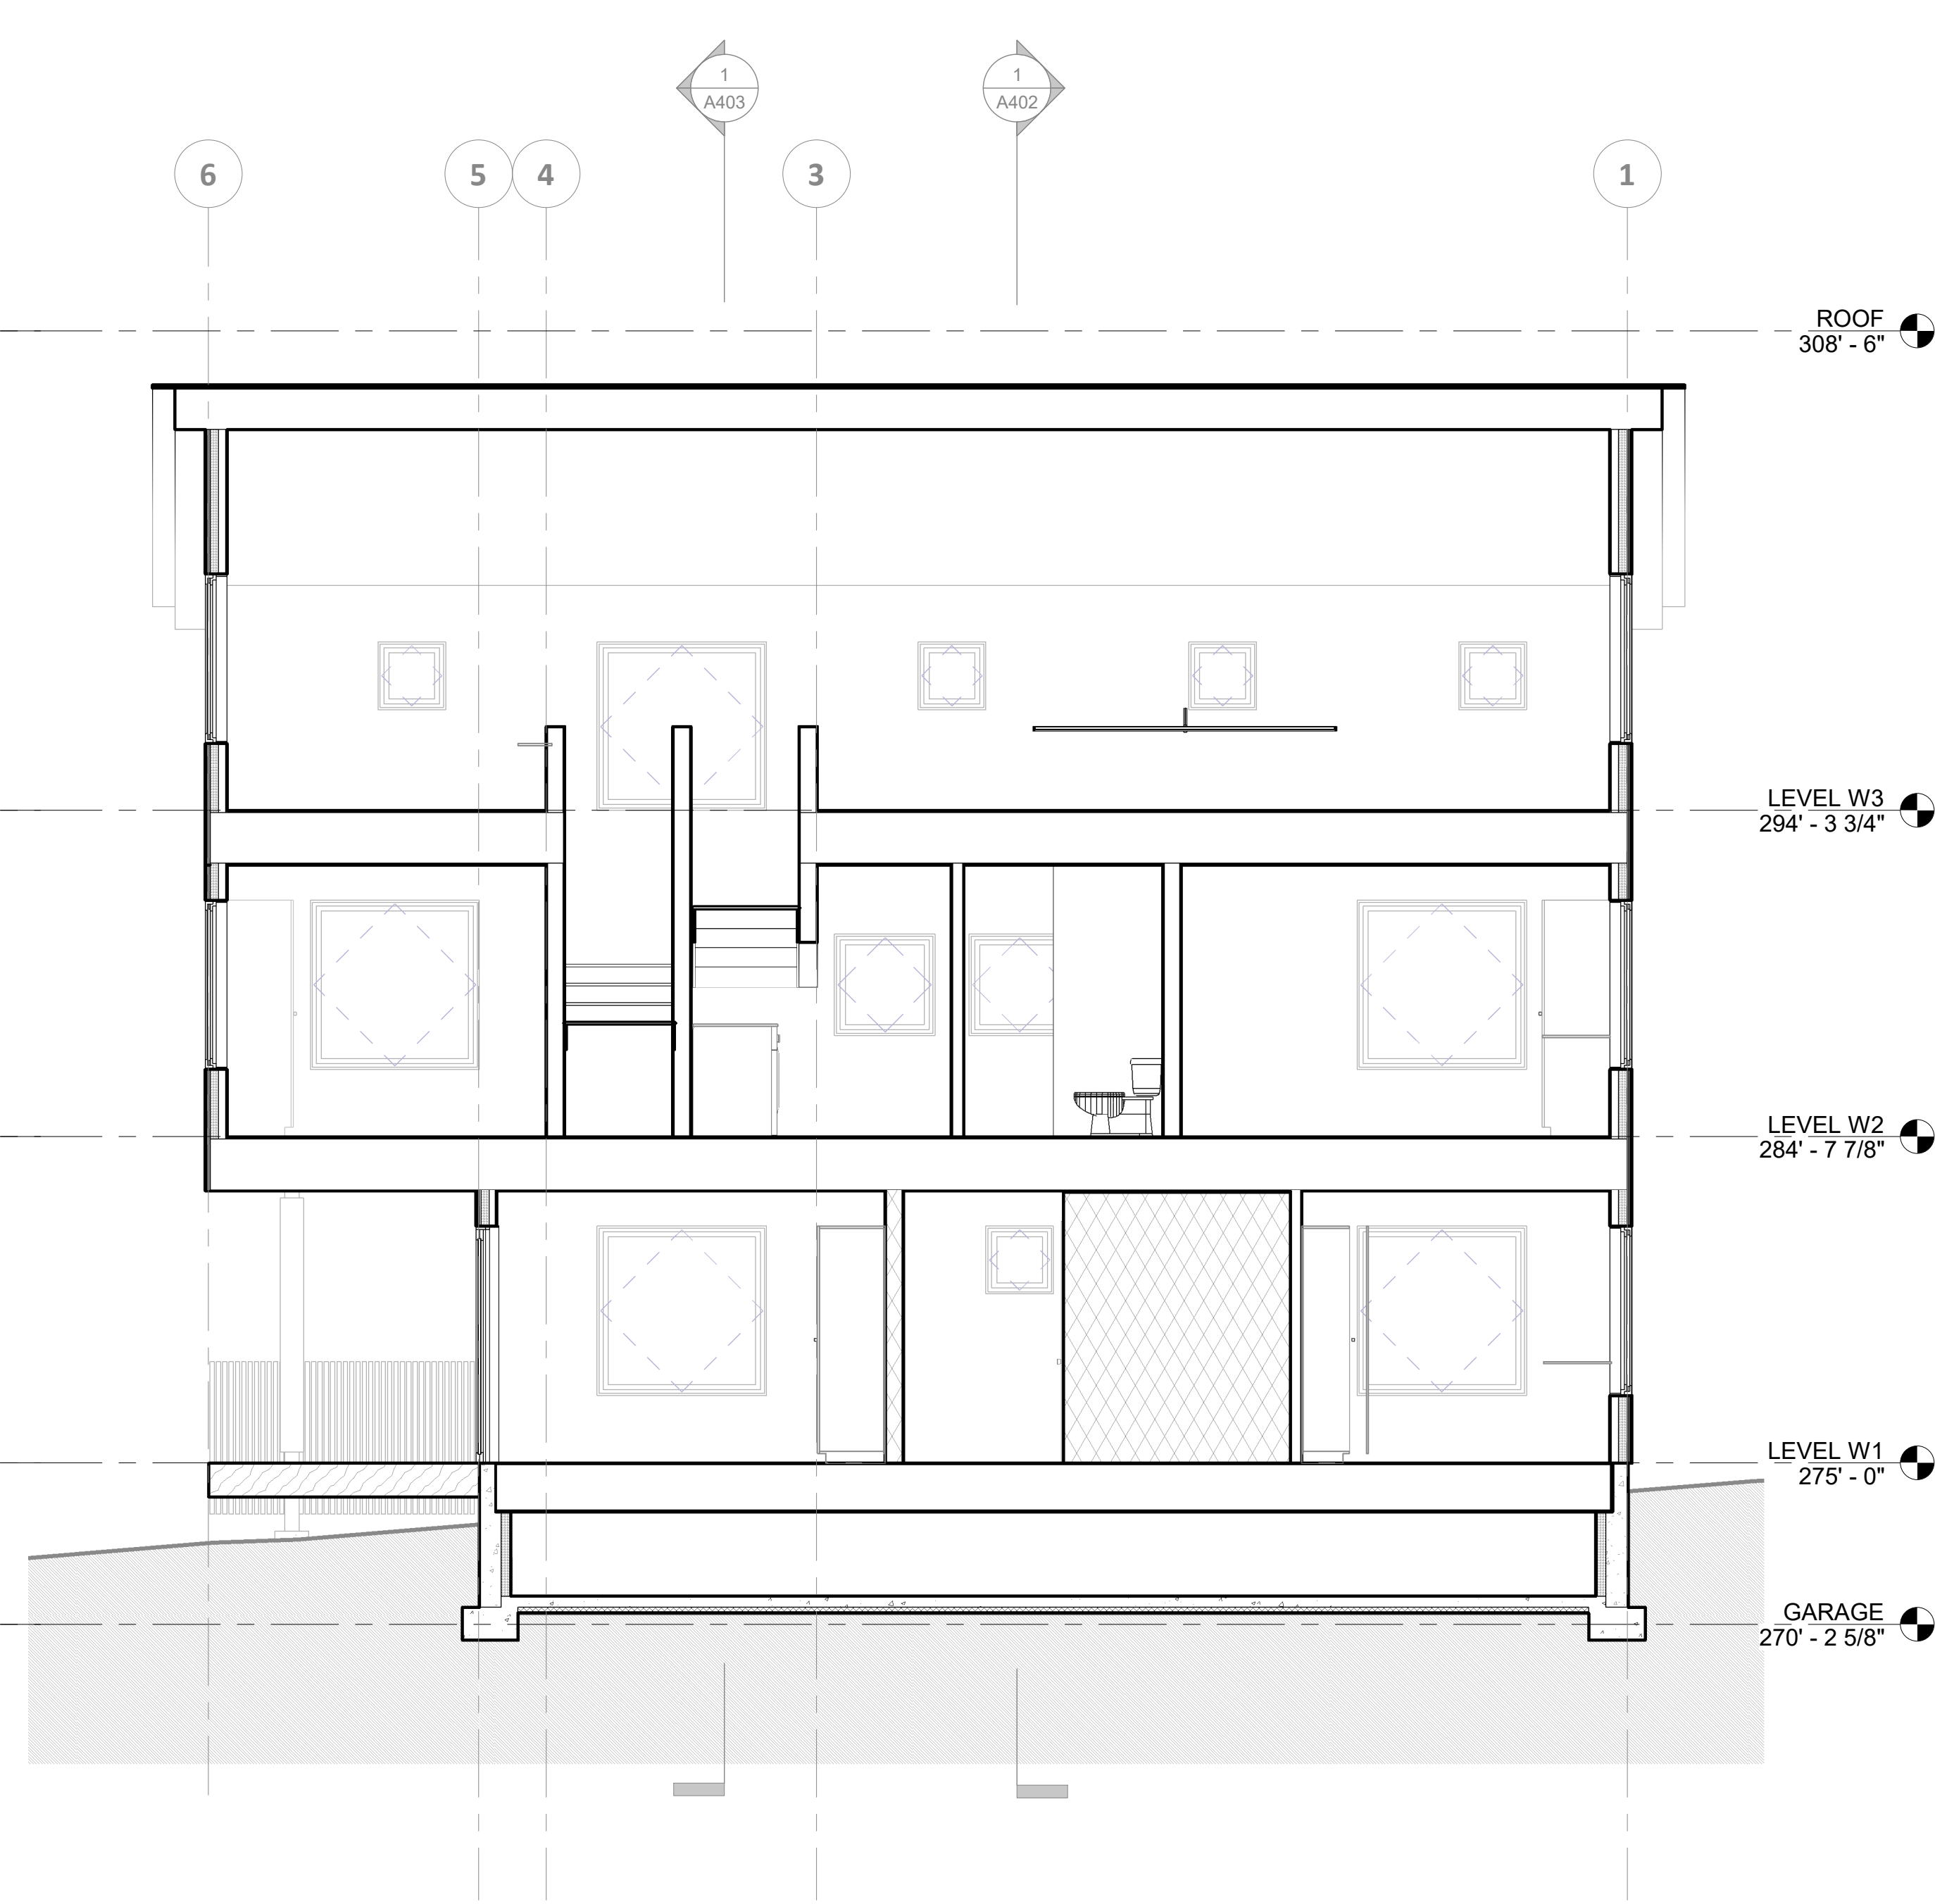 1
A403
1
A402
6
5
4
3
1
ROOF
308' - 6"
LEVEL W3
294' - 3 3/4"
LEVEL W2
284' - 7 7/8"
LEVEL W1
275' - 0"
GARAGE
270' - 2 5/8"